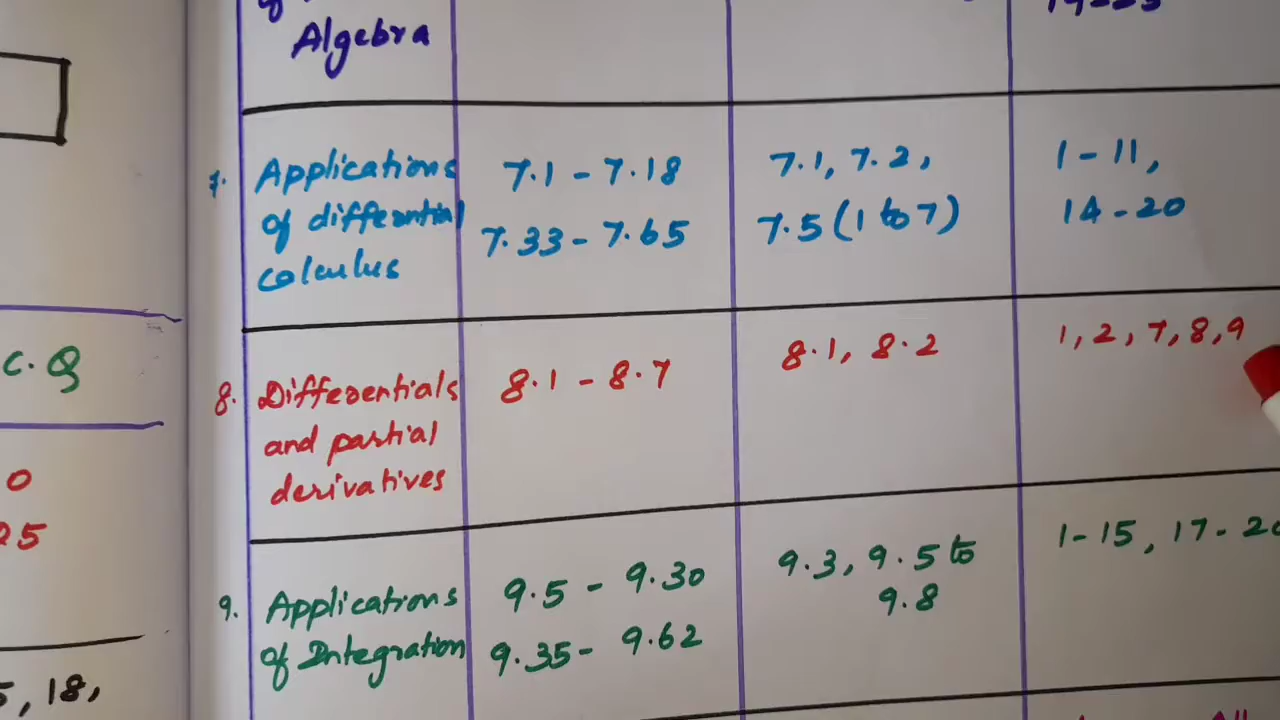 Algebra
7. Applications of differential calculus
7.1 - 7.18
7.33 - 7.65
7.1, 7.2,
7.5 (1 to 7)
1 - 11,
14 - 20
C.Q
8. Differentials and partial derivatives
8.1 - 8.7
8.1, 8.2
1, 2, 7, 8, 9
0
25
9. Applications of Integration
9.5 - 9.30
9.35 - 9.62
9.3, 9.5 to
9.8
1 - 15, 17 - 20
18,